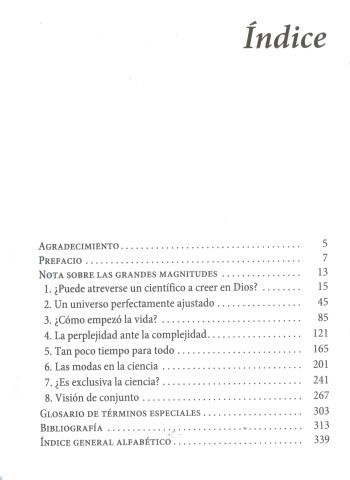 Índice
AGRADECIMIENTO 5
PREFACIO 7
NOTA SOBRE LAS GRANDES MAGNITUDES 13
1. ¿Puede atreverse un científico a creer en Dios? 15
2. Un universo perfectamente ajustado 45
3. ¿Cómo empezó la vida? 85
4. La perplejidad ante la complejidad 121
5. Tan poco tiempo para todo 165
6. Las modas en la ciencia 201
7. ¿Es exclusiva la ciencia? 241
8. Visión de conjunto 267
GLOSARIO DE TÉRMINOS ESPECIALES 303
BIBLIOGRAFÍA 313
ÍNDICE GENERAL ALFABÉTICO 339